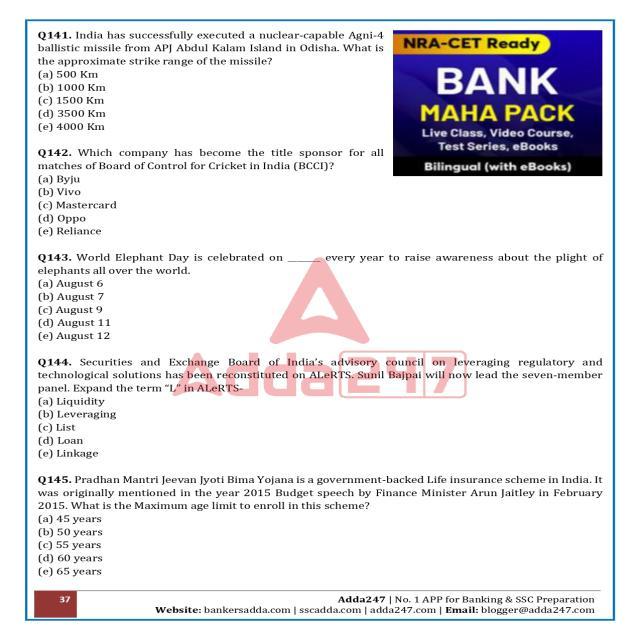 Q141. India has successfully executed a nuclear-capable Agni-4
ballistic missile from APJ Abdul Kalam Island in Odisha. What is
the approximate strike range of the missile?
(a) 500 Km
(b) 1000 Km
(c) 1500 Km
(d) 3500 Km
(e) 4000 Km
NRA-CET Ready
BANK
MAHA PACK
Live Class, Video Course,
Test Series, eBooks
Bilingual (with eBooks)
Q142. Which company has become the title sponsor for all
matches of Board of Control for Cricket in India (BCCI)?
(a) Byju
(b) Vivo
(c) Mastercard
(d) Oppo
(e) Reliance
Q143. World Elephant Day is celebrated on ______ every year to raise awareness about the plight of
elephants all over the world.
(a) August 6
(b) August 7
(c) August 9
(d) August 11
(e) August 12
Adda247
Q144. Securities and Exchange Board of India's advisory council on leveraging regulatory and
technological solutions has been reconstituted on ALeRTS. Sunil Bajpai will now lead the seven-member
panel. Expand the term "L" in ALeRTS-
(a) Liquidity
(b) Leveraging
(c) List
(d) Loan
(e) Linkage
Q145. Pradhan Mantri Jeevan Jyoti Bima Yojana is a government-backed Life insurance scheme in India. It
was originally mentioned in the year 2015 Budget speech by Finance Minister Arun Jaitley in February
2015. What is the Maximum age limit to enroll in this scheme?
(a) 45 years
(b) 50 years
(c) 55 years
(d) 60 years
(e) 65 years
37
Adda247 | No. 1 APP for Banking & SSC Preparation
Website: bankersadda.com | sscadda.com | adda247.com | Email: blogger@adda247.com